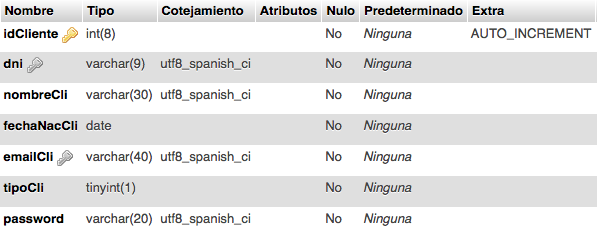 Nombre Tipo Cotejamiento Atributos Nulo Predeterminado Extra
idCliente int(8) No Ninguna AUTO_INCREMENT
dni varchar(9) utf8_spanish_ci No Ninguna
nombreCli varchar(30) utf8_spanish_ci No Ninguna
fechaNacCli date No Ninguna
emailCli varchar(40) utf8_spanish_ci No Ninguna
tipoCli tinyint(1) No Ninguna
password varchar(20) utf8_spanish_ci No Ninguna